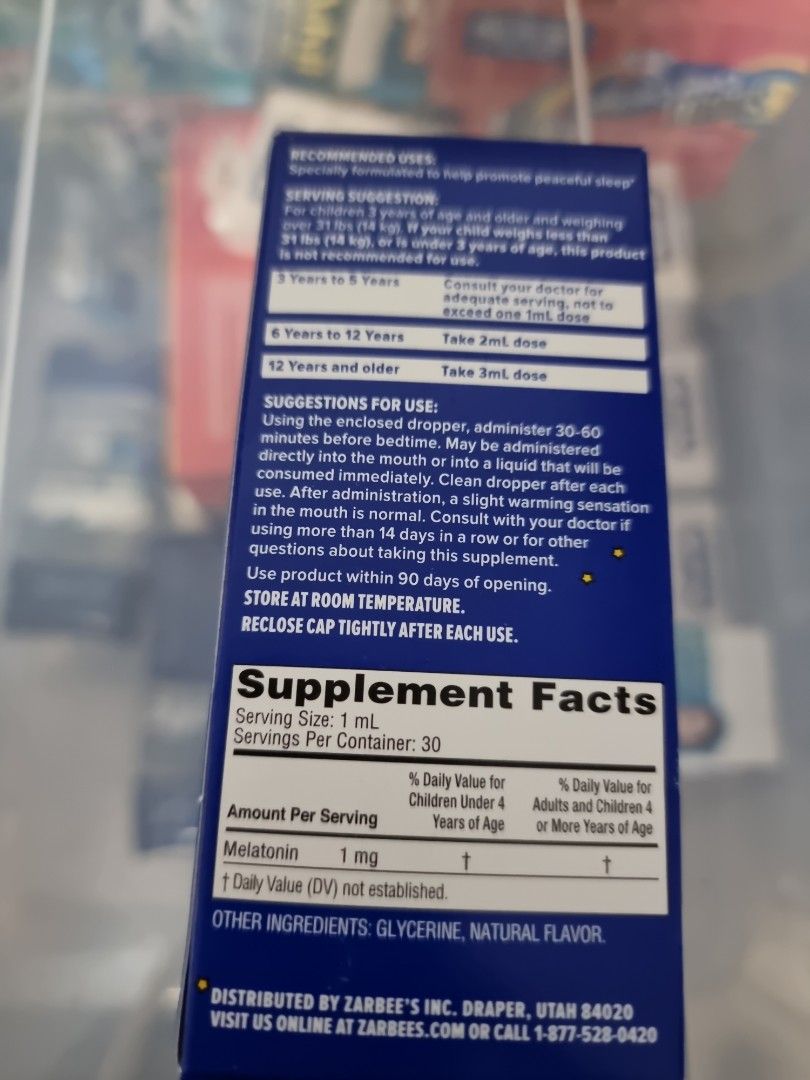 RECOMMENDED USES:
Specially formulated to help promote peaceful sleep*
SERVING SUGGESTION:
For children 3 years of age and older and weighing
over 31 lbs (14 kg). If your child weighs less than
31 lbs (14 kg), or is under 3 years of age, this product
is not recommended for use.
3 Years to 5 Years Consult your doctor for
adequate serving, not to
exceed one 1mL dose
6 Years to 12 Years Take 2mL dose
12 Years and older Take 3mL dose
SUGGESTIONS FOR USE:
Using the enclosed dropper, administer 30-60
minutes before bedtime. May be administered
directly into the mouth or into a liquid that will be
consumed immediately. Clean dropper after each
use. After administration, a slight warming sensation
in the mouth is normal. Consult with your doctor if
using more than 14 days in a row or for other
questions about taking this supplement.
Use product within 90 days of opening.
STORE AT ROOM TEMPERATURE.
RECLOSE CAP TIGHTLY AFTER EACH USE.
Supplement Facts
Serving Size: 1 mL
Servings Per Container: 30
Amount Per Serving
% Daily Value for
Children Under 4
Years of Age
% Daily Value for
Adults and Children 4
or More Years of Age
Melatonin 1 mg † †
† Daily Value (DV) not established.
OTHER INGREDIENTS: GLYCERINE, NATURAL FLAVOR.
DISTRIBUTED BY ZARBEE'S INC. DRAPER, UTAH 84020
VISIT US ONLINE AT ZARBEES.COM OR CALL 1-877-528-0420